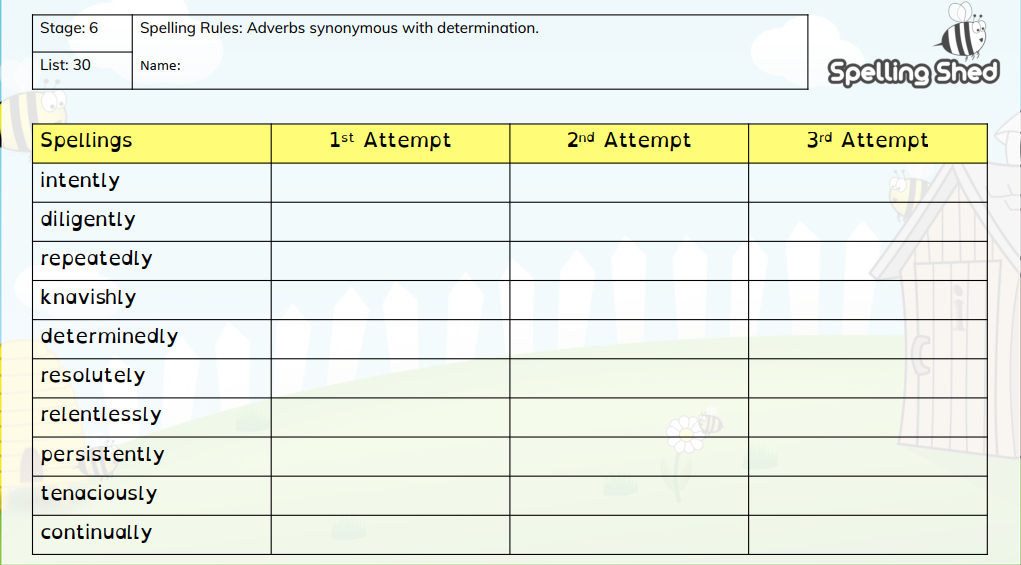 Stage: 6
Spelling Rules: Adverbs synonymous with determination.
List: 30
Name:
Spelling Shed
Spellings 1st Attempt 2nd Attempt 3rd Attempt
intently
diligently
repeatedly
knavishly
determinedly
resolutely
relentlessly
persistently
tenaciously
continually